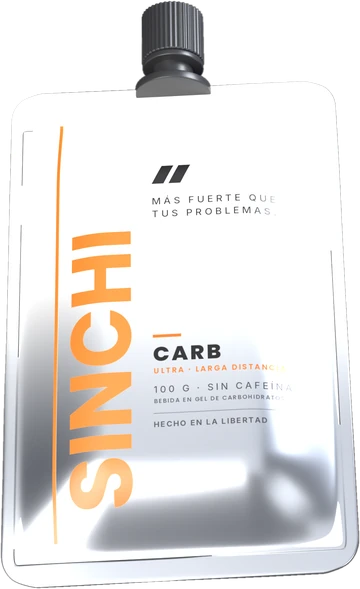 MÁS FUERTE QUE
TUS PROBLEMAS.
SINCHI
CARB
ULTRA · LARGA DISTANCIA
100 G · SIN CAFEÍNA
BEBIDA EN GEL DE CARBOHIDRATOS
HECHO EN LA LIBERTAD